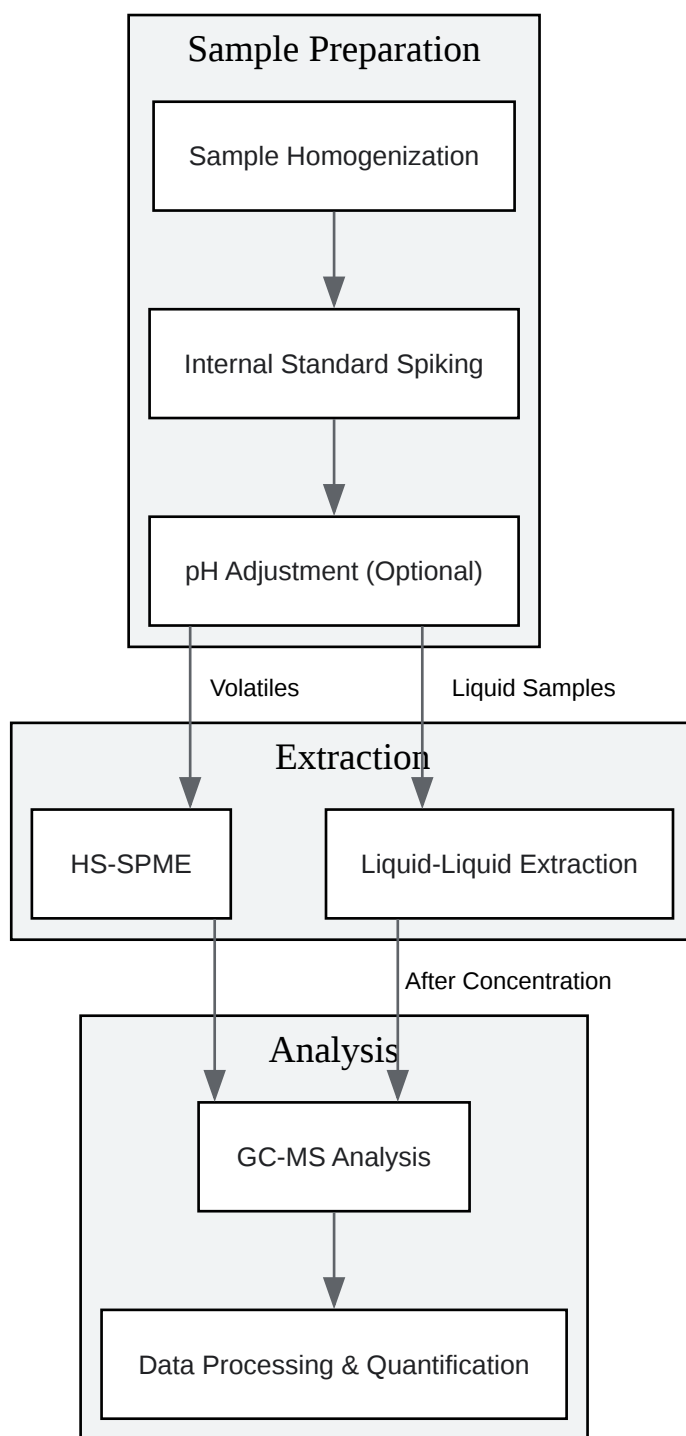 Sample Preparation
Sample Homogenization
Internal Standard Spiking
pH Adjustment (Optional)
Volatiles
Liquid Samples
Extraction
HS-SPME
Liquid-Liquid Extraction
After Concentration
Analysis
GC-MS Analysis
Data Processing & Quantification